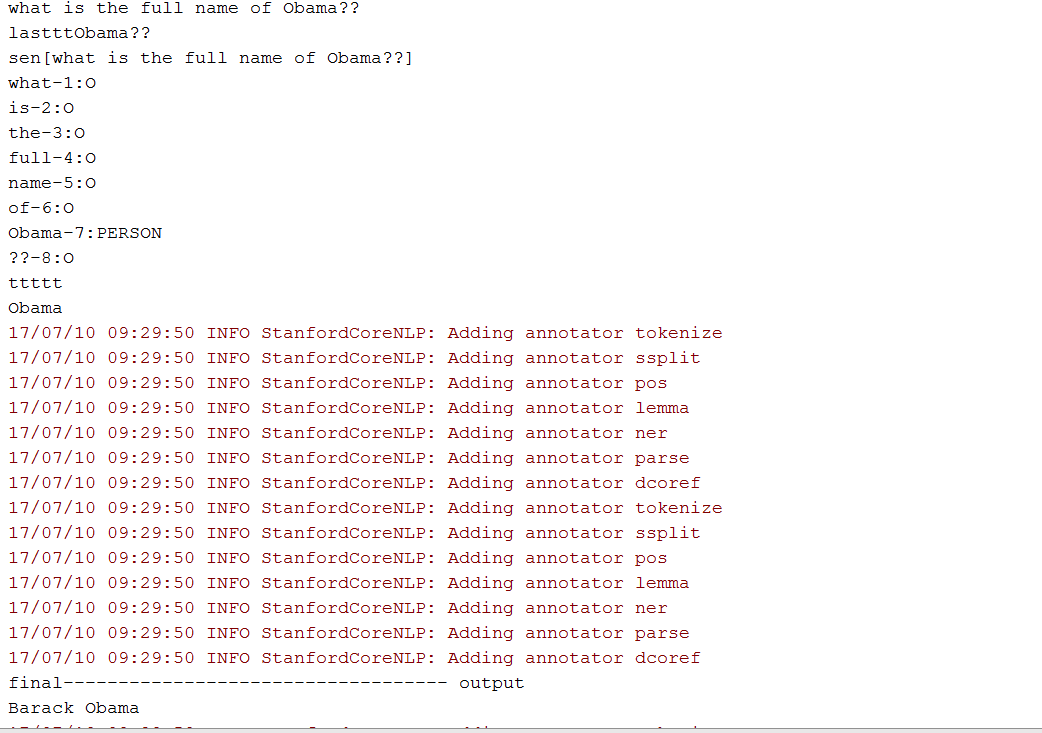 what is the full name of Obama??
lastttObama??
sen[what is the full name of Obama??]
what-1:O
is-2:O
the-3:O
full-4:O
name-5:O
of-6:O
Obama-7:PERSON
??-8:O
ttttt
Obama
17/07/10 09:29:50 INFO StanfordCoreNLP: Adding annotator tokenize
17/07/10 09:29:50 INFO StanfordCoreNLP: Adding annotator ssplit
17/07/10 09:29:50 INFO StanfordCoreNLP: Adding annotator pos
17/07/10 09:29:50 INFO StanfordCoreNLP: Adding annotator lemma
17/07/10 09:29:50 INFO StanfordCoreNLP: Adding annotator ner
17/07/10 09:29:50 INFO StanfordCoreNLP: Adding annotator parse
17/07/10 09:29:50 INFO StanfordCoreNLP: Adding annotator dcoref
17/07/10 09:29:50 INFO StanfordCoreNLP: Adding annotator tokenize
17/07/10 09:29:50 INFO StanfordCoreNLP: Adding annotator ssplit
17/07/10 09:29:50 INFO StanfordCoreNLP: Adding annotator pos
17/07/10 09:29:50 INFO StanfordCoreNLP: Adding annotator lemma
17/07/10 09:29:50 INFO StanfordCoreNLP: Adding annotator ner
17/07/10 09:29:50 INFO StanfordCoreNLP: Adding annotator parse
17/07/10 09:29:50 INFO StanfordCoreNLP: Adding annotator dcoref
final----------------------------------- output
Barack Obama